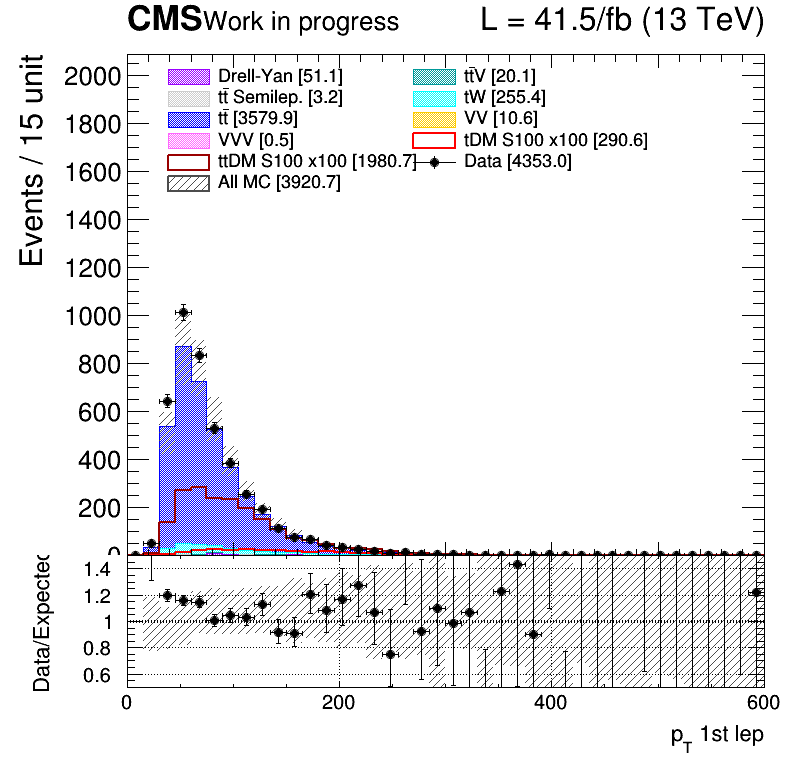 CMS Work in progress L = 41.5/fb (13 TeV)
Events / 15 unit
2000
1800
1600
1400
1200
1000
800
600
400
200
0
Drell-Yan [51.1]
tt̄ Semilep. [3.2]
tt̄ [3579.9]
VVV [0.5]
ttDM S100 x100 [1980.7]
All MC [3920.7]
tt̄V [20.1]
tW [255.4]
VV [10.6]
tDM S100 x100 [290.6]
Data [4353.0]
Data/Expected
1.4
1.2
1
0.8
0.6
0 200 400 600
p_T 1st lep